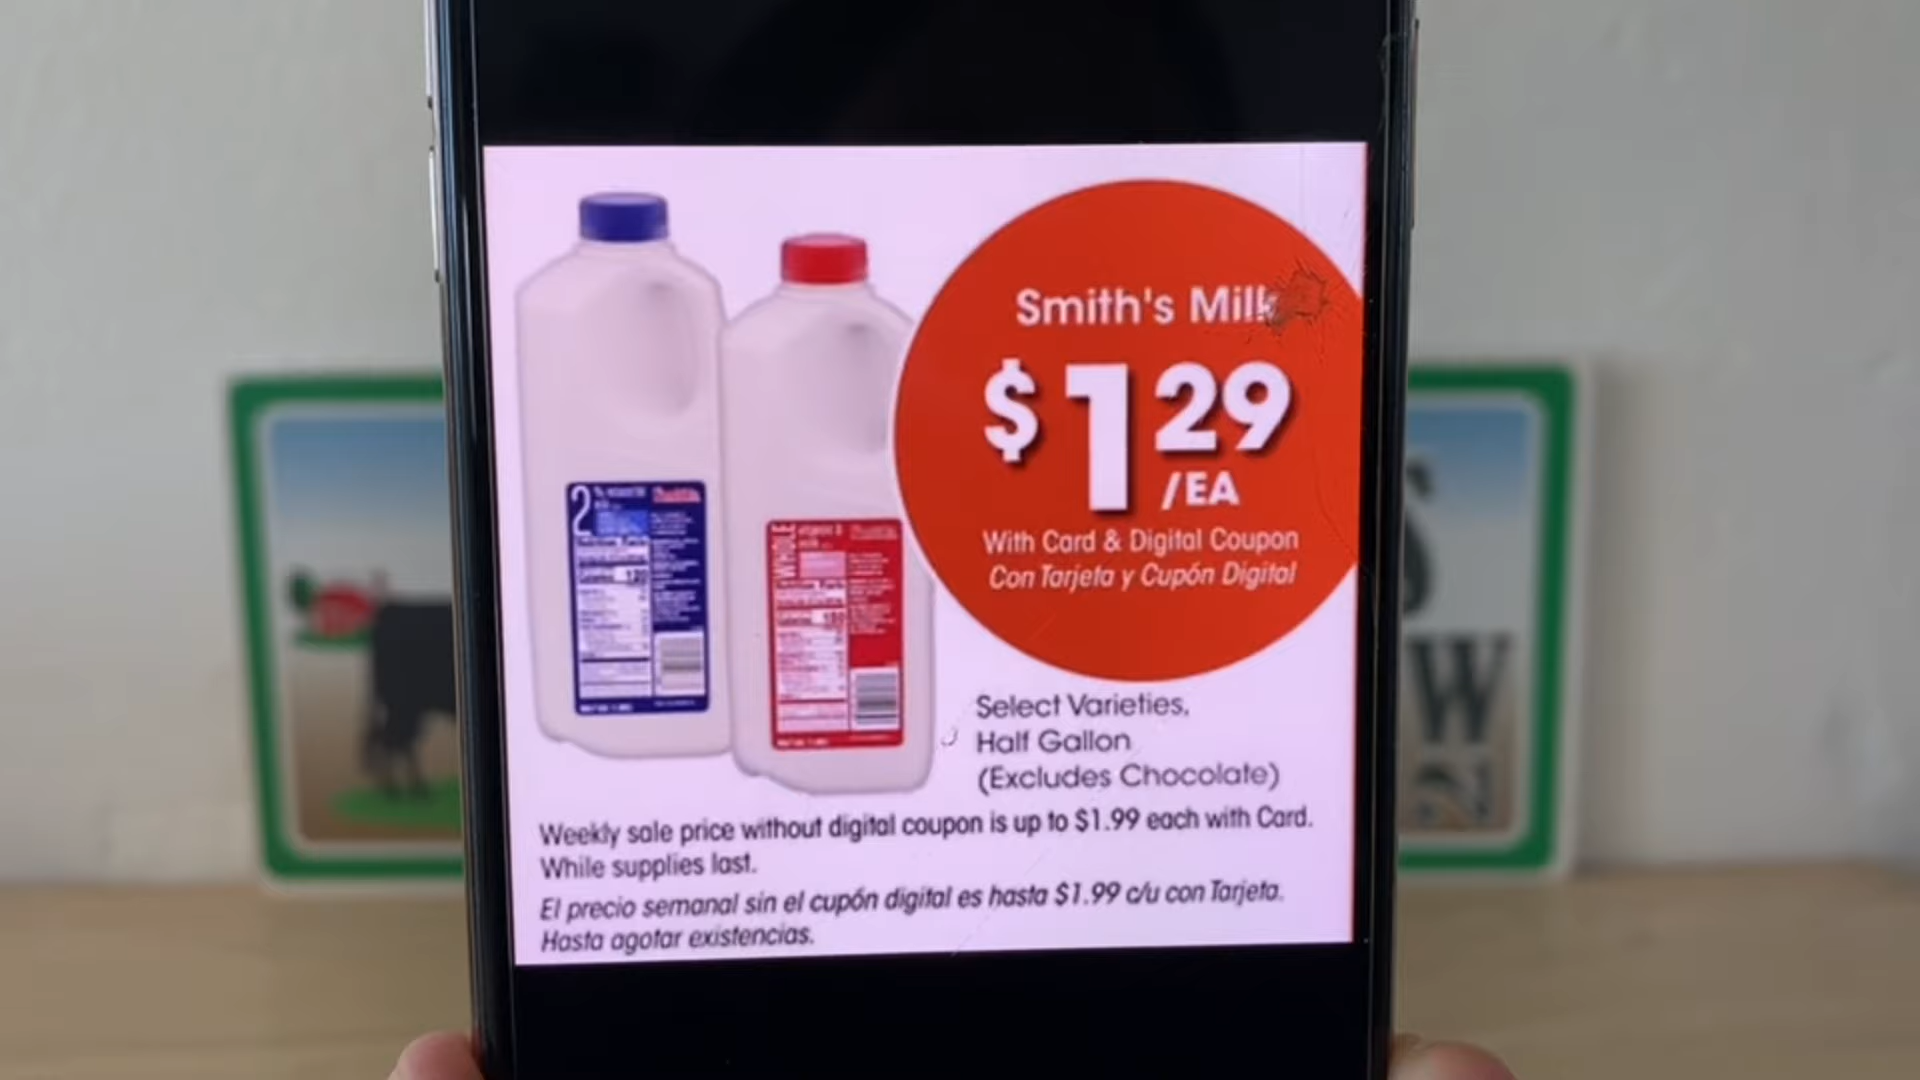 Smith's Milk
$1 29
/EA
With Card & Digital Coupon
Con Tarjeta y Cupón Digital
Select Varieties,
Half Gallon
(Excludes Chocolate)
Weekly sale price without digital coupon is up to $1.99 each with Card.
While supplies last.
El precio semanal sin el cupón digital es hasta $1.99 c/u con Tarjeta.
Hasta agotar existencias.
2%
WHOLE
W